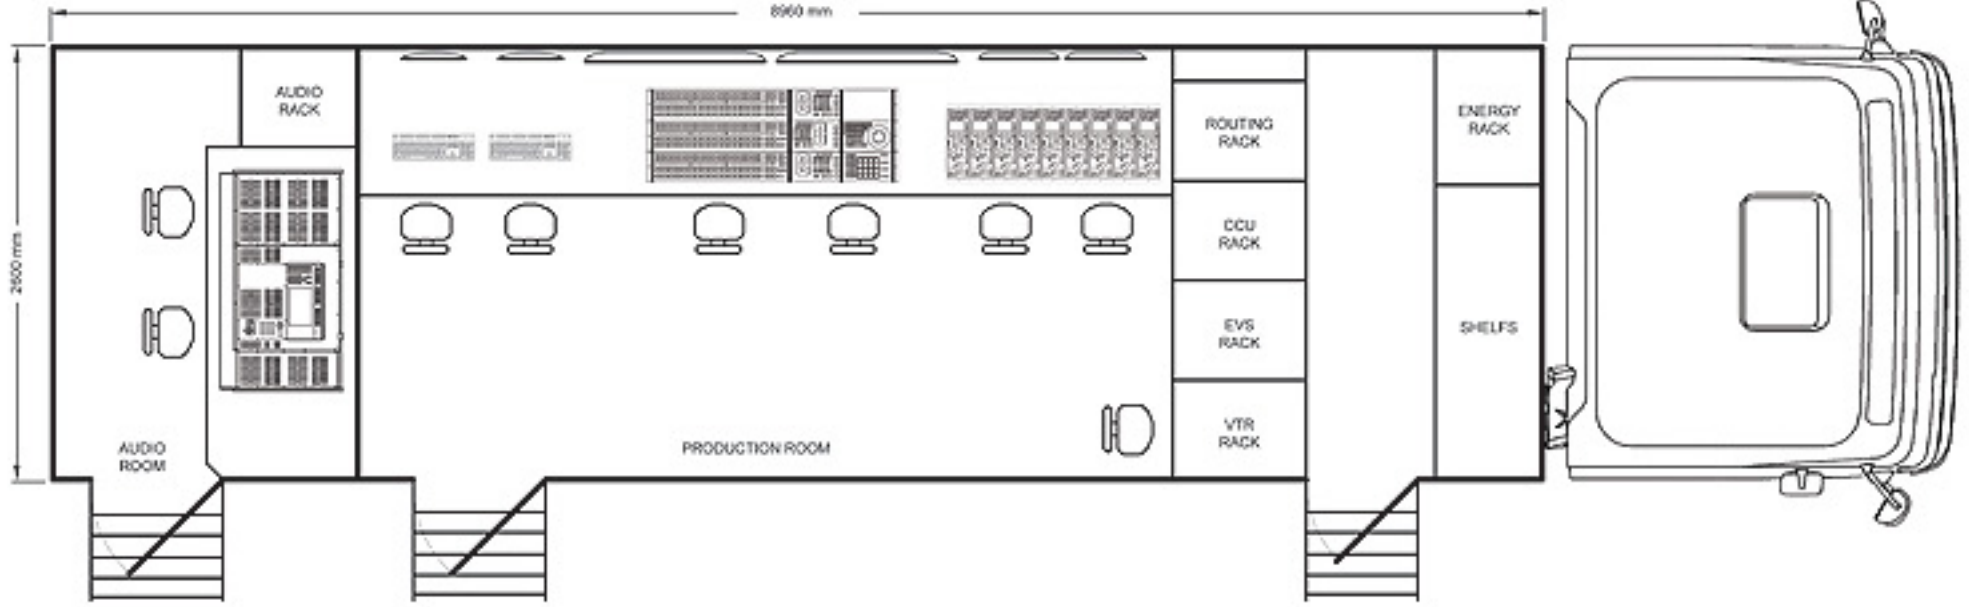 8960 mm
2600 mm
AUDIO
RACK
ROUTING
RACK
ENERGY
RACK
CCU
RACK
EVS
RACK
SHELFS
VTR
RACK
AUDIO
ROOM
PRODUCTION ROOM